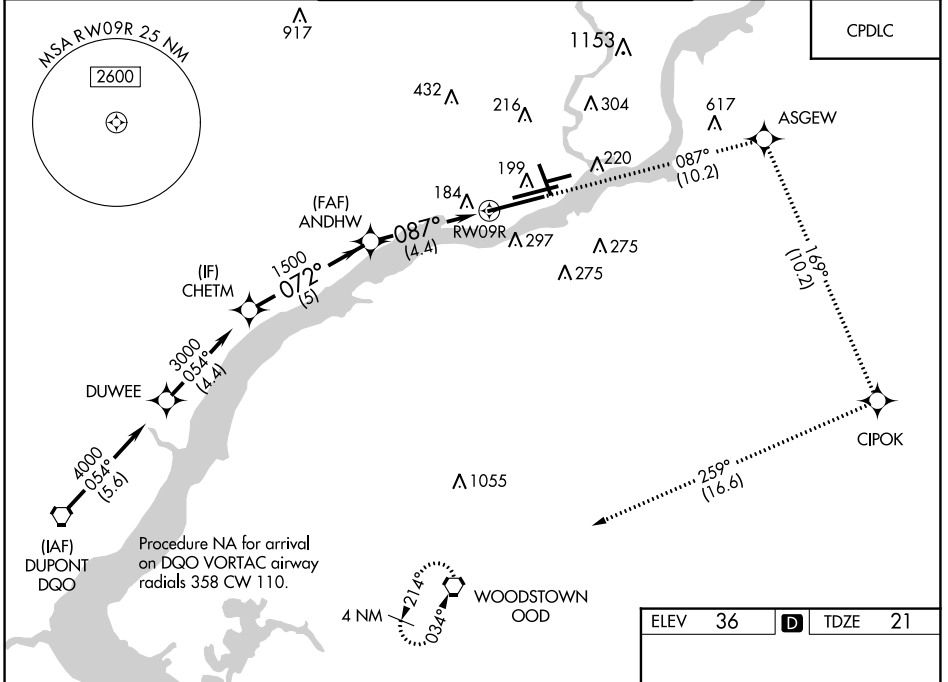 MSA RW09R 25 NM
2600
917
1153
CPDLC
432
216
304
617
ASGEW
199
220
087°
(10.2)
184
(FAF)
ANDHW
087°
(4.4)
RW09R
297
275
275
(IF)
CHETM
1500
072°
(5)
169°
(10.2)
3000
054°
(4.4)
DUWEE
CIPOK
4000
054°
(5.6)
259°
(16.6)
1055
(IAF)
DUPONT
DQO
Procedure NA for arrival
on DQO VORTAC airway
radials 358 CW 110.
4 NM
214°
034°
WOODSTOWN
OOD
ELEV 36 D TDZE 21